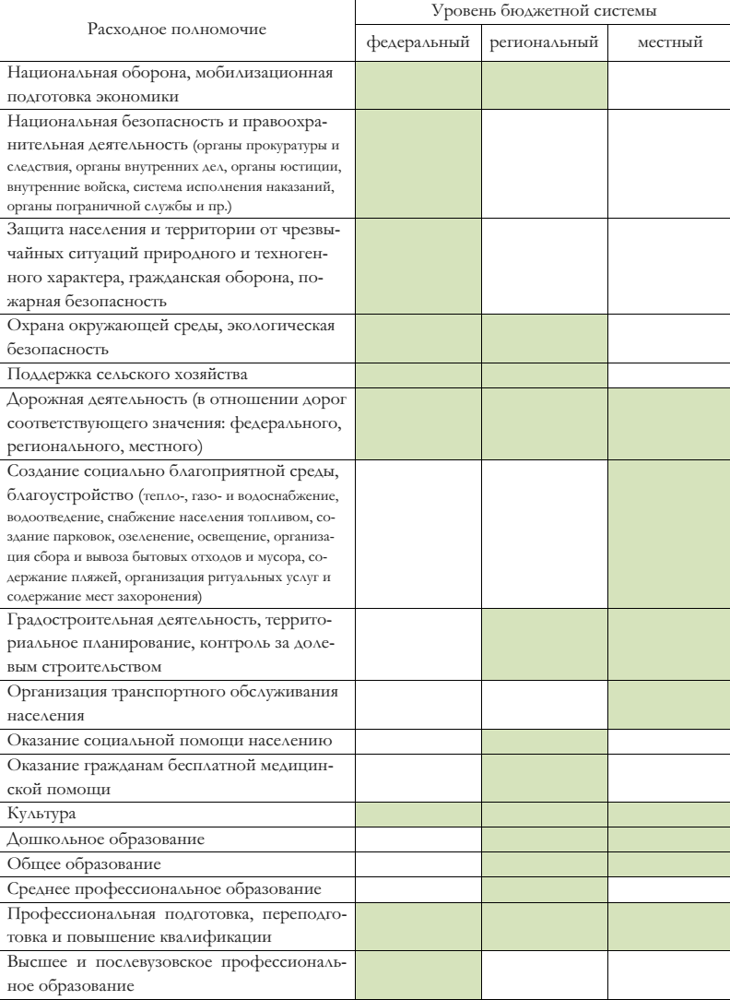 Расходное полномочие
Уровень бюджетной системы
федеральный региональный местный
Национальная оборона, мобилизационная
подготовка экономики
Национальная безопасность и правоохра-
нительная деятельность (органы прокуратуры и
следствия, органы внутренних дел, органы юстиции,
внутренние войска, система исполнения наказаний,
органы пограничной службы и пр.)
Защита населения и территории от чрезвы-
чайных ситуаций природного и техноген-
ного характера, гражданская оборона, по-
жарная безопасность
Охрана окружающей среды, экологическая
безопасность
Поддержка сельского хозяйства
Дорожная деятельность (в отношении дорог
соответствующего значения: федерального,
регионального, местного)
Создание социально благоприятной среды,
благоустройство (тепло-, газо- и водоснабжение,
водоотведение, снабжение населения топливом, со-
здание парковок, озеленение, освещение, организа-
ция сбора и вывоза бытовых отходов и мусора, со-
держание пляжей, организация ритуальных услуг и
содержание мест захоронения)
Градостроительная деятельность, террито-
риальное планирование, контроль за доле-
вым строительством
Организация транспортного обслуживания
населения
Оказание социальной помощи населению
Оказание гражданам бесплатной медицин-
ской помощи
Культура
Дошкольное образование
Общее образование
Среднее профессиональное образование
Профессиональная подготовка, переподго-
товка и повышение квалификации
Высшее и послевузовское профессиональ-
ное образование